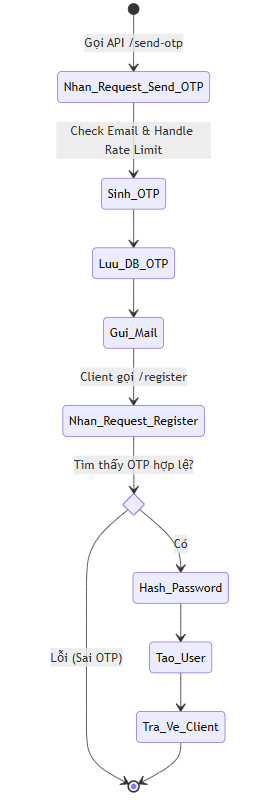 Gọi API /send-otp
Nhan_Request_Send_OTP
Check Email & Handle
Rate Limit
Sinh_OTP
Luu_DB_OTP
Gui_Mail
Client gọi /register
Nhan_Request_Register
Tìm thấy OTP hợp lệ?
Có
Hash_Password
Lỗi (Sai OTP)
Tao_User
Tra_Ve_Client